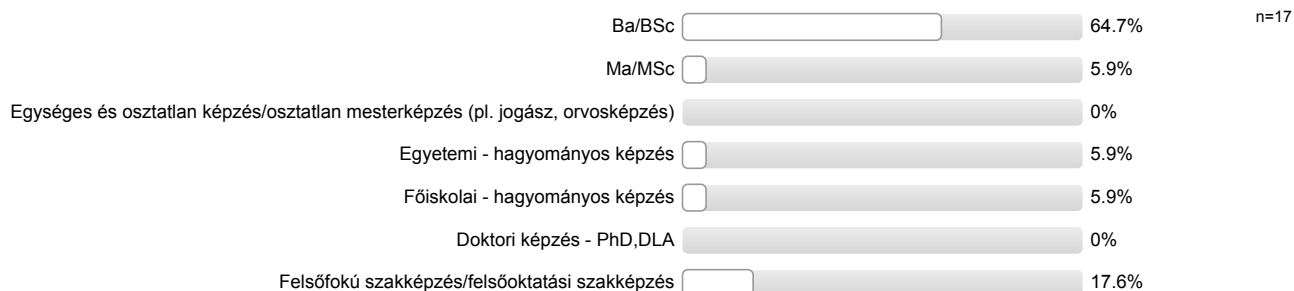 Ba/BSc 64.7% n=17
Ma/MSc 5.9%
Egységes és osztatlan képzés/osztatlan mesterképzés (pl. jogász, orvosképzés) 0%
Egyetemi - hagyományos képzés 5.9%
Főiskolai - hagyományos képzés 5.9%
Doktori képzés - PhD,DLA 0%
Felsőfokú szakképzés/felsőoktatási szakképzés 17.6%